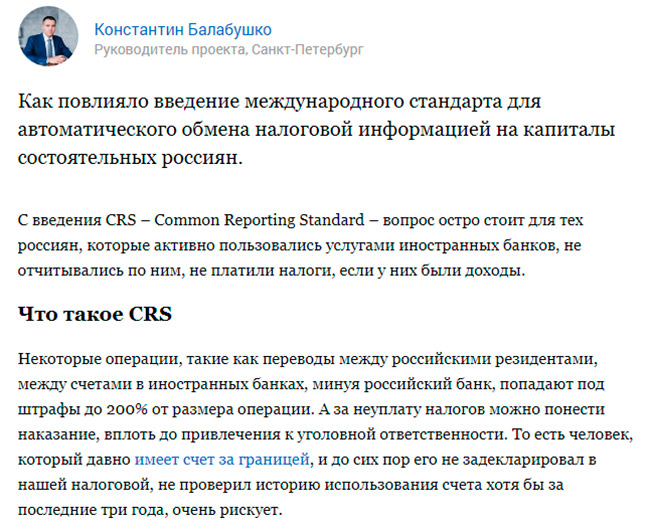 Константин Балабушко
Руководитель проекта, Санкт-Петербург
Как повлияло введение международного стандарта для
автоматического обмена налоговой информацией на капиталы
состоятельных россиян.
С введения CRS – Common Reporting Standard – вопрос остро стоит для тех
россиян, которые активно пользовались услугами иностранных банков, не
отчитывались по ним, не платили налоги, если у них были доходы.
Что такое CRS
Некоторые операции, такие как переводы между российскими резидентами,
между счетами в иностранных банках, минуя российский банк, попадают под
штрафы до 200% от размера операции. А за неуплату налогов можно понести
наказание, вплоть до привлечения к уголовной ответственности. То есть человек,
который давно имеет счет за границей, и до сих пор его не задекларировал в
нашей налоговой, не проверил историю использования счета хотя бы за
последние три года, очень рискует.